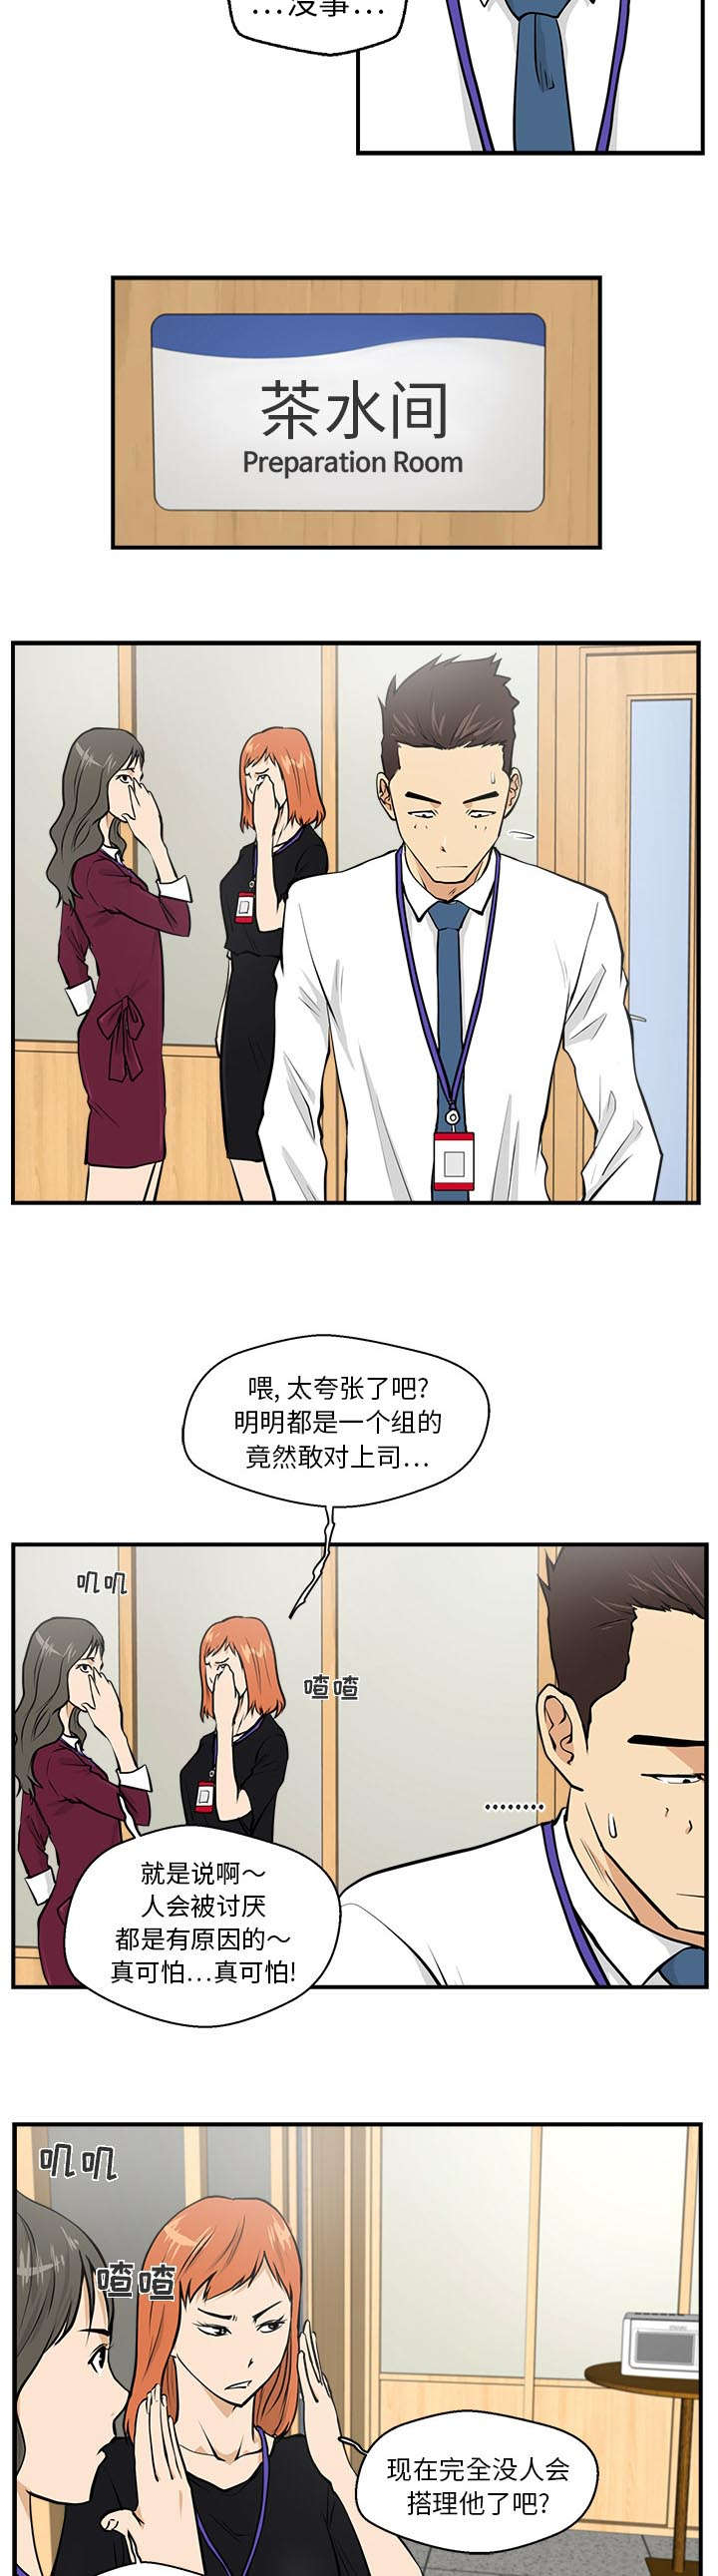 ...没事...
茶水间
Preparation Room
喂, 太夸张了吧?
明明都是一个组的
竟然敢对上司...
叽叽
喳喳
........
就是说啊～
人会被讨厌
都是有原因的～
真可怕...真可怕!
叽叽
喳喳
现在完全没人会
搭理他了吧?